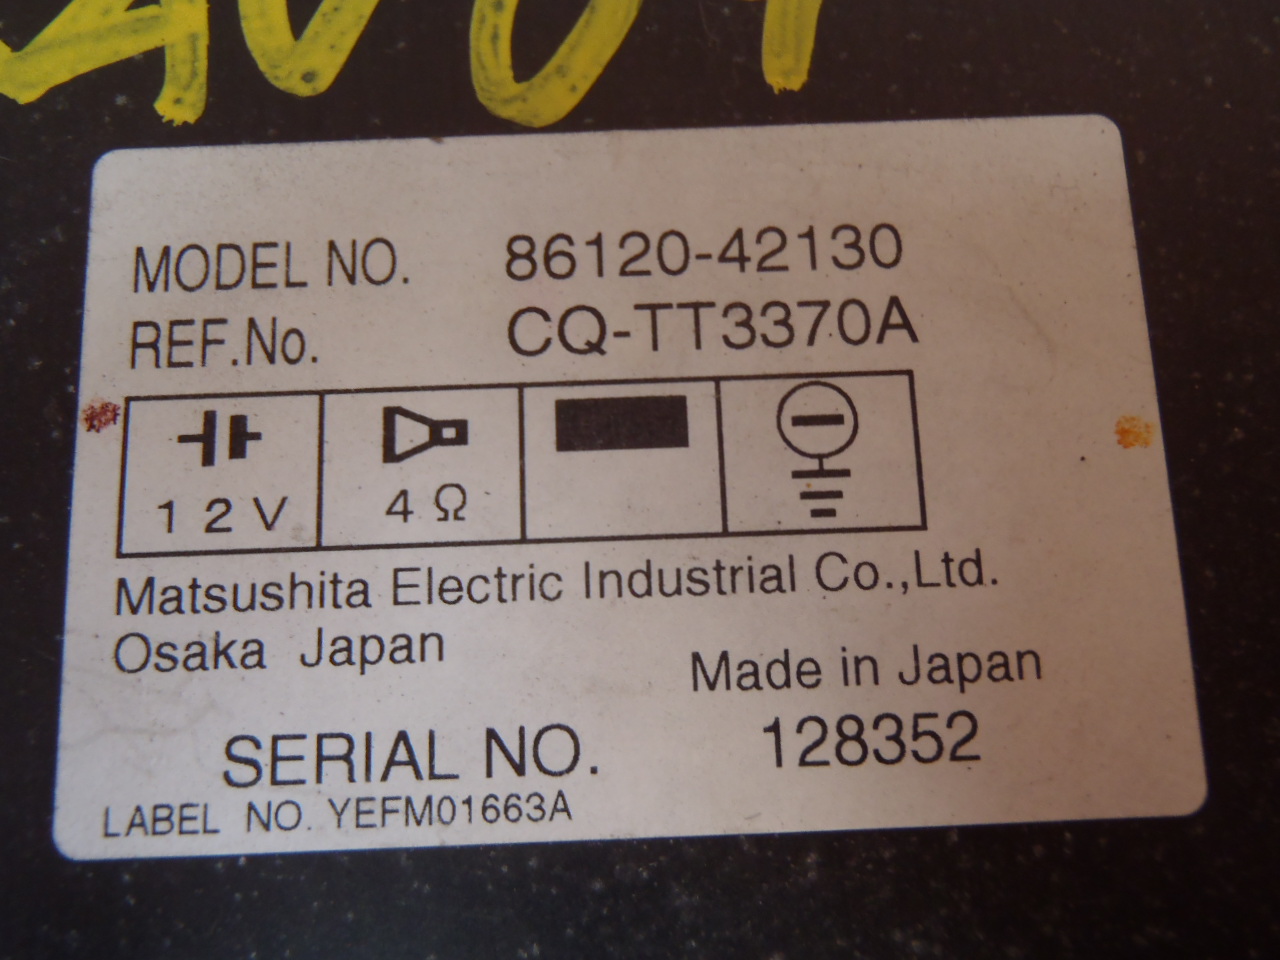 MODEL NO. 86120-42130
REF.No. CQ-TT3370A
12V 4Ω
Matsushita Electric Industrial Co.,Ltd.
Osaka Japan
Made in Japan
SERIAL NO. 128352
LABEL NO. YEFM01663A